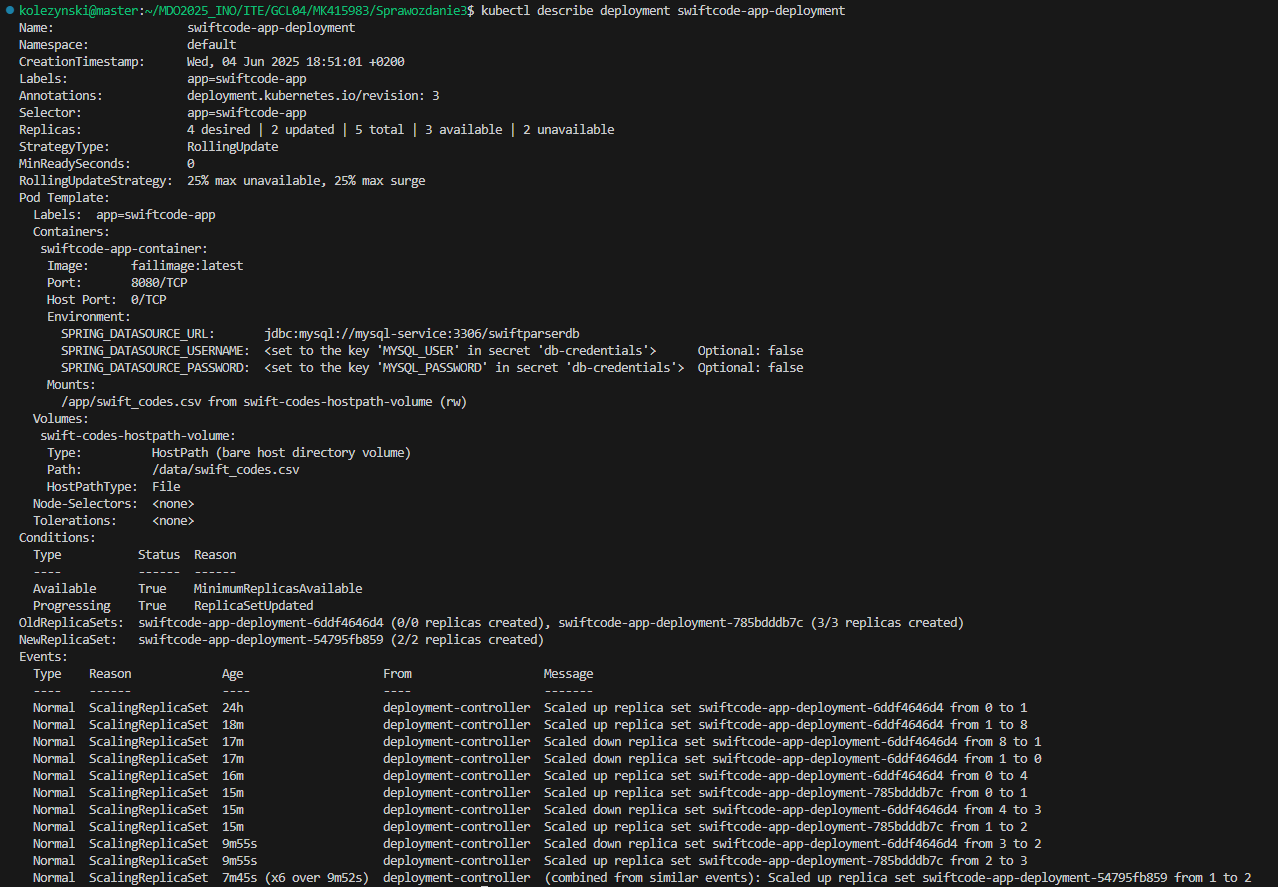 kolezynski@master:~/MDO2025_INO/ITE/GCL04/MK415983/Sprawozdanie3$ kubectl describe deployment swiftcode-app-deployment
Name:                   swiftcode-app-deployment
Namespace:              default
CreationTimestamp:      Wed, 04 Jun 2025 18:51:01 +0200
Labels:                 app=swiftcode-app
Annotations:            deployment.kubernetes.io/revision: 3
Selector:               app=swiftcode-app
Replicas:               4 desired | 2 updated | 5 total | 3 available | 2 unavailable
StrategyType:           RollingUpdate
MinReadySeconds:        0
RollingUpdateStrategy:  25% max unavailable, 25% max surge
Pod Template:
  Labels:  app=swiftcode-app
  Containers:
   swiftcode-app-container:
    Image:      failimage:latest
    Port:       8080/TCP
    Host Port:  0/TCP
    Environment:
      SPRING_DATASOURCE_URL:       jdbc:mysql://mysql-service:3306/swiftparserdb
      SPRING_DATASOURCE_USERNAME:  <set to the key 'MYSQL_USER' in secret 'db-credentials'>      Optional: false
      SPRING_DATASOURCE_PASSWORD:  <set to the key 'MYSQL_PASSWORD' in secret 'db-credentials'>  Optional: false
    Mounts:
      /app/swift_codes.csv from swift-codes-hostpath-volume (rw)
  Volumes:
   swift-codes-hostpath-volume:
    Type:          HostPath (bare host directory volume)
    Path:          /data/swift_codes.csv
    HostPathType:  File
  Node-Selectors:  <none>
  Tolerations:     <none>
Conditions:
  Type           Status  Reason
  ----           ------  ------
  Available      True    MinimumReplicasAvailable
  Progressing    True    ReplicaSetUpdated
OldReplicaSets:  swiftcode-app-deployment-6ddf4646d4 (0/0 replicas created), swiftcode-app-deployment-785bdddb7c (3/3 replicas created)
NewReplicaSet:   swiftcode-app-deployment-54795fb859 (2/2 replicas created)
Events:
  Type    Reason             Age                    From                   Message
  ----    ------             ----                   ----                   -------
  Normal  ScalingReplicaSet  24h                    deployment-controller  Scaled up replica set swiftcode-app-deployment-6ddf4646d4 from 0 to 1
  Normal  ScalingReplicaSet  18m                    deployment-controller  Scaled up replica set swiftcode-app-deployment-6ddf4646d4 from 1 to 8
  Normal  ScalingReplicaSet  17m                    deployment-controller  Scaled down replica set swiftcode-app-deployment-6ddf4646d4 from 8 to 1
  Normal  ScalingReplicaSet  17m                    deployment-controller  Scaled down replica set swiftcode-app-deployment-6ddf4646d4 from 1 to 0
  Normal  ScalingReplicaSet  16m                    deployment-controller  Scaled up replica set swiftcode-app-deployment-6ddf4646d4 from 0 to 4
  Normal  ScalingReplicaSet  15m                    deployment-controller  Scaled up replica set swiftcode-app-deployment-785bdddb7c from 0 to 1
  Normal  ScalingReplicaSet  15m                    deployment-controller  Scaled down replica set swiftcode-app-deployment-6ddf4646d4 from 4 to 3
  Normal  ScalingReplicaSet  15m                    deployment-controller  Scaled up replica set swiftcode-app-deployment-785bdddb7c from 1 to 2
  Normal  ScalingReplicaSet  9m55s                  deployment-controller  Scaled down replica set swiftcode-app-deployment-6ddf4646d4 from 3 to 2
  Normal  ScalingReplicaSet  9m55s                  deployment-controller  Scaled up replica set swiftcode-app-deployment-785bdddb7c from 2 to 3
  Normal  ScalingReplicaSet  7m45s (x6 over 9m52s)  deployment-controller  (combined from similar events): Scaled up replica set swiftcode-app-deployment-54795fb859 from 1 to 2